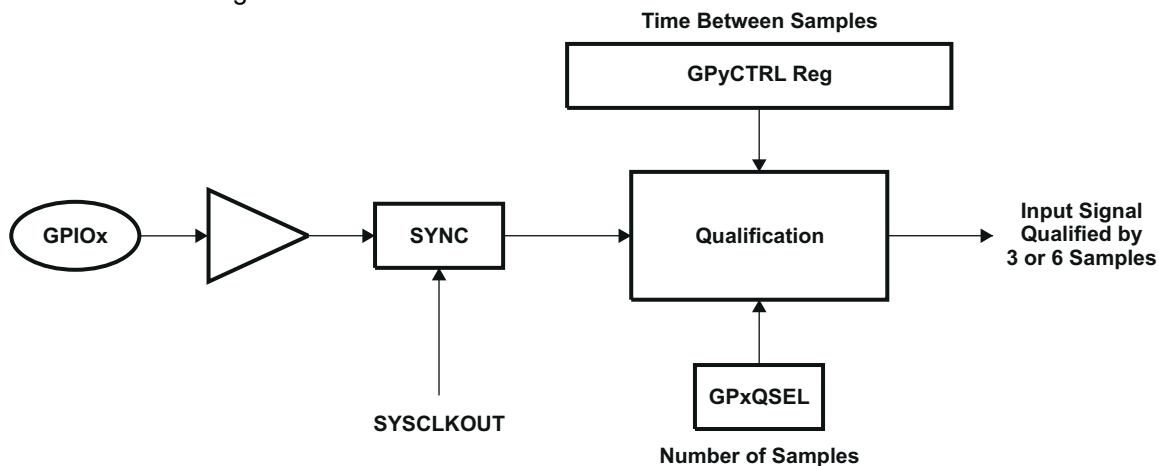 Time Between Samples
GPyCTRL Reg
GPIOx
SYNC
Qualification
Input Signal
Qualified by
3 or 6 Samples
GPxQSEL
SYSCLKOUT
Number of Samples